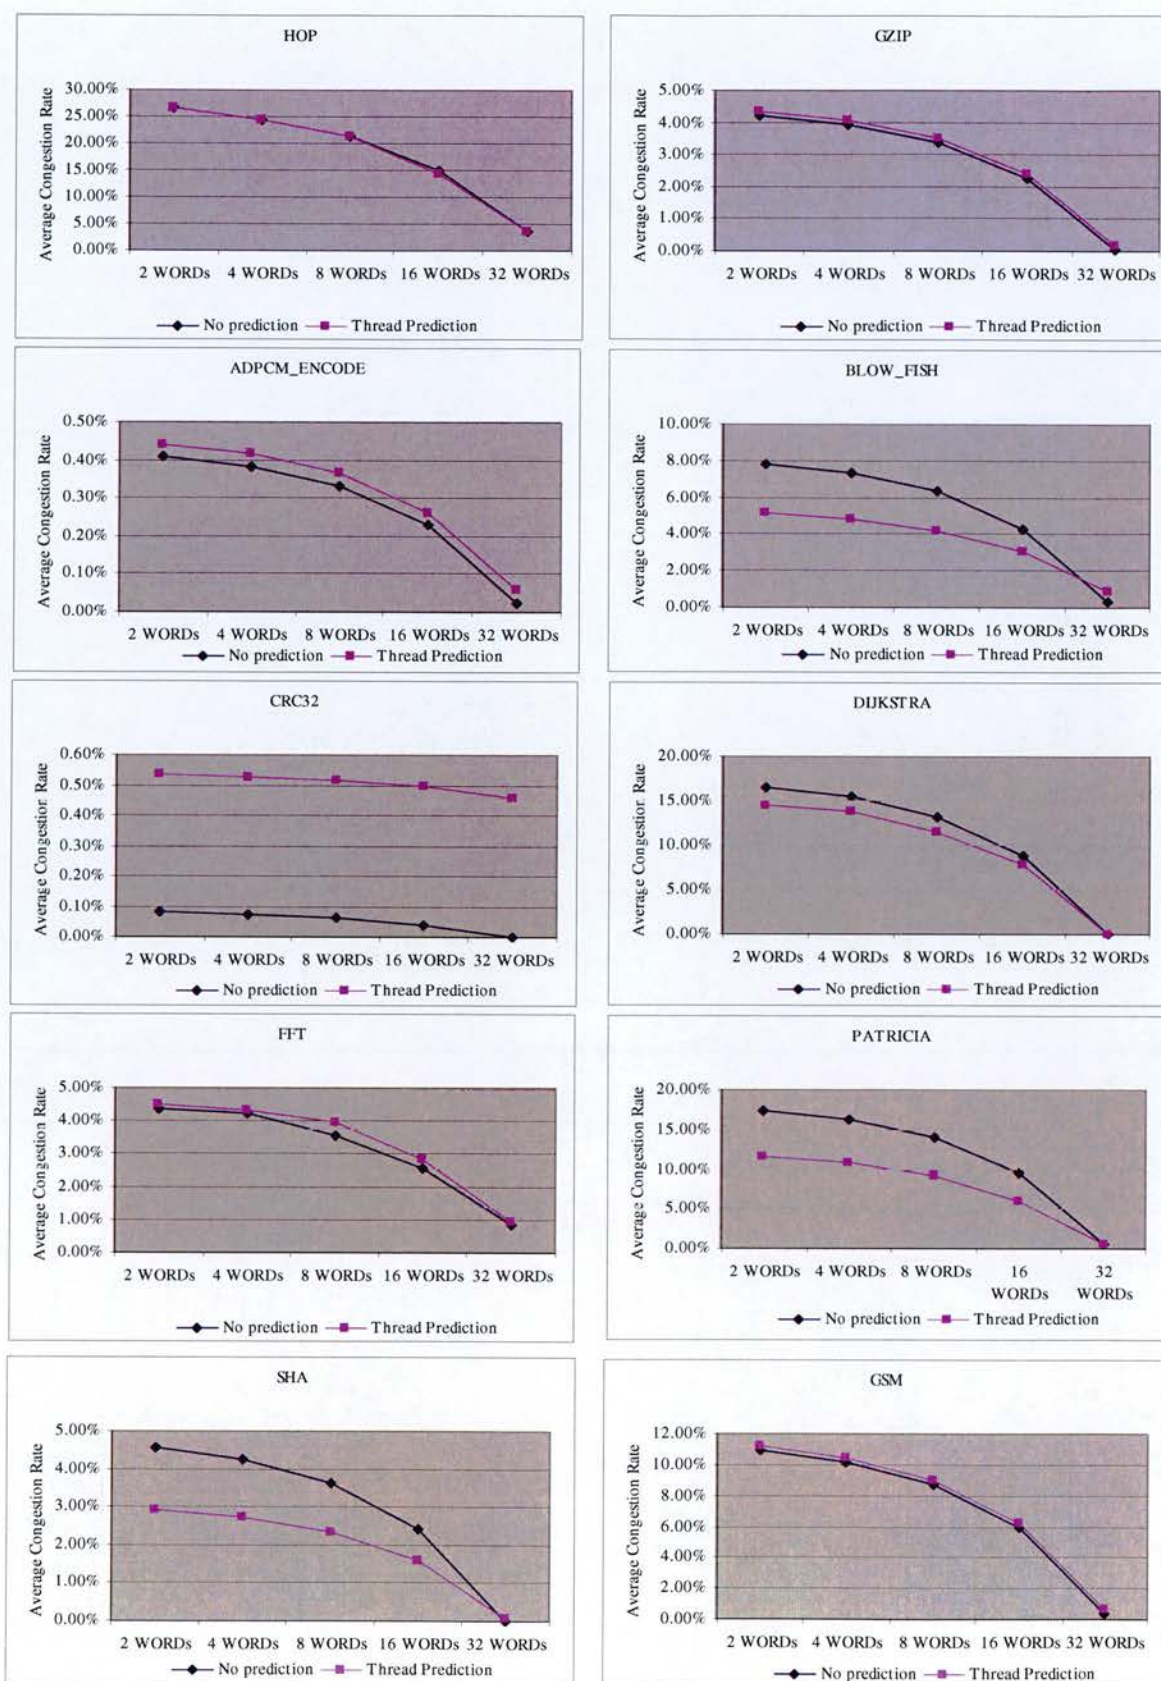 HOP
Average Congestion Rate
30.00%
25.00%
20.00%
15.00%
10.00%
5.00%
0.00%
2 WORDs 4 WORDs 8 WORDs 16 WORDs 32 WORDs
No prediction Thread Prediction
GZIP
Average Congestion Rate
5.00%
4.00%
3.00%
2.00%
1.00%
0.00%
2 WORDs 4 WORDs 8 WORDs 16 WORDs 32 WORDs
No prediction Thread Prediction
ADPCM_ENCODE
Average Congestion Rate
0.50%
0.40%
0.30%
0.20%
0.10%
0.00%
2 WORDs 4 WORDs 8 WORDs 16 WORDs 32 WORDs
No prediction Thread Prediction
BLOW_FISH
Average Congestion Rate
10.00%
8.00%
6.00%
4.00%
2.00%
0.00%
2 WORDs 4 WORDs 8 WORDs 16 WORDs 32 WORDs
No prediction Thread Prediction
CRC32
Average Congestion Rate
0.60%
0.50%
0.40%
0.30%
0.20%
0.10%
0.00%
2 WORDs 4 WORDs 8 WORDs 16 WORDs 32 WORDs
No prediction Thread Prediction
DIJKSTRA
Average Congestion Rate
20.00%
15.00%
10.00%
5.00%
0.00%
2 WORDs 4 WORDs 8 WORDs 16 WORDs 32 WORDs
No prediction Thread Prediction
FFT
Average Congestion Rate
5.00%
4.00%
3.00%
2.00%
1.00%
0.00%
2 WORDs 4 WORDs 8 WORDs 16 WORDs 32 WORDs
No prediction Thread Prediction
PATRICIA
Average Congestion Rate
20.00%
15.00%
10.00%
5.00%
0.00%
2 WORDs 4 WORDs 8 WORDs 16 32
WORDs WORDs
No prediction Thread Prediction
SHA
Average Congestion Rate
5.00%
4.00%
3.00%
2.00%
1.00%
0.00%
2 WORDs 4 WORDs 8 WORDs 16 WORDs 32 WORDs
No prediction Thread Prediction
GSM
Average Congestion Rate
12.00%
10.00%
8.00%
6.00%
4.00%
2.00%
0.00%
2 WORDs 4 WORDs 8 WORDs 16 WORDs 32 WORDs
No prediction Thread Prediction